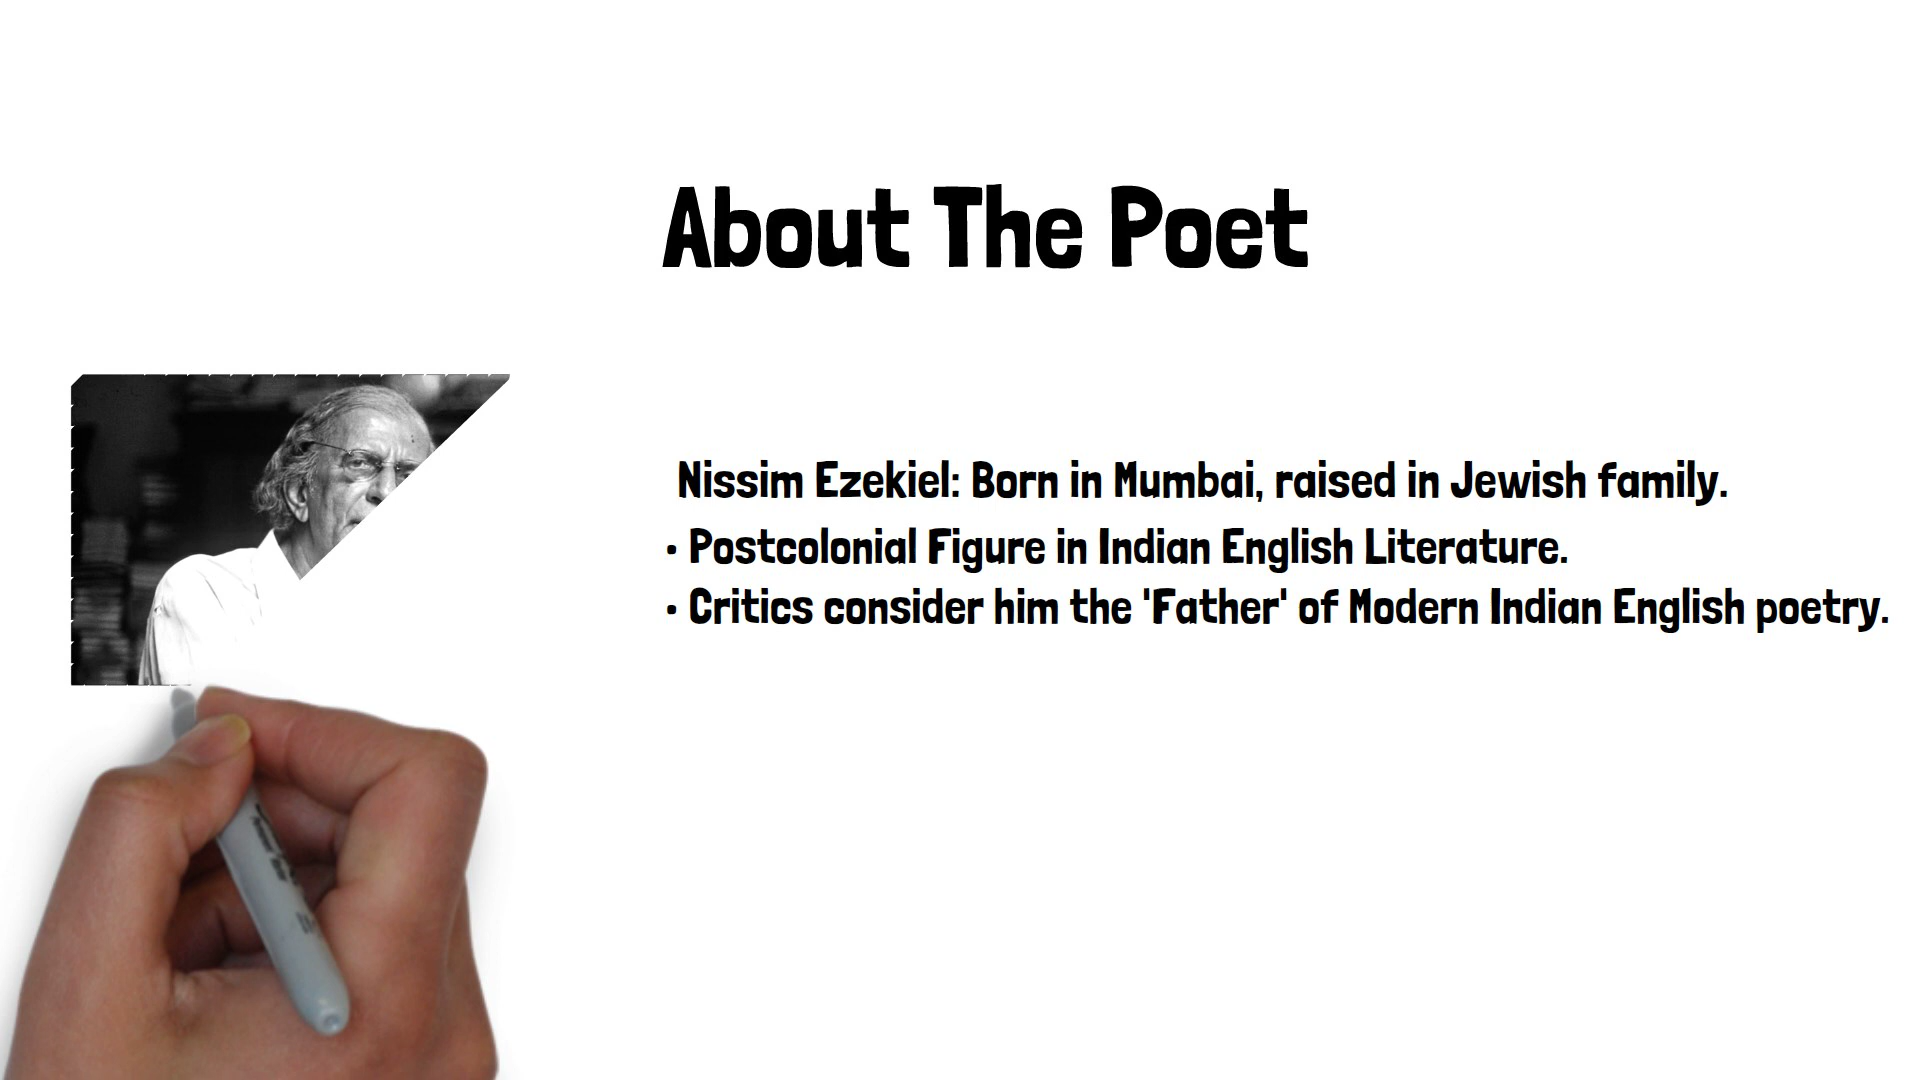 About The Poet
Nissim Ezekiel: Born in Mumbai, raised in Jewish family.
• Postcolonial Figure in Indian English Literature.
• Critics consider him the 'Father' of Modern Indian English poetry.